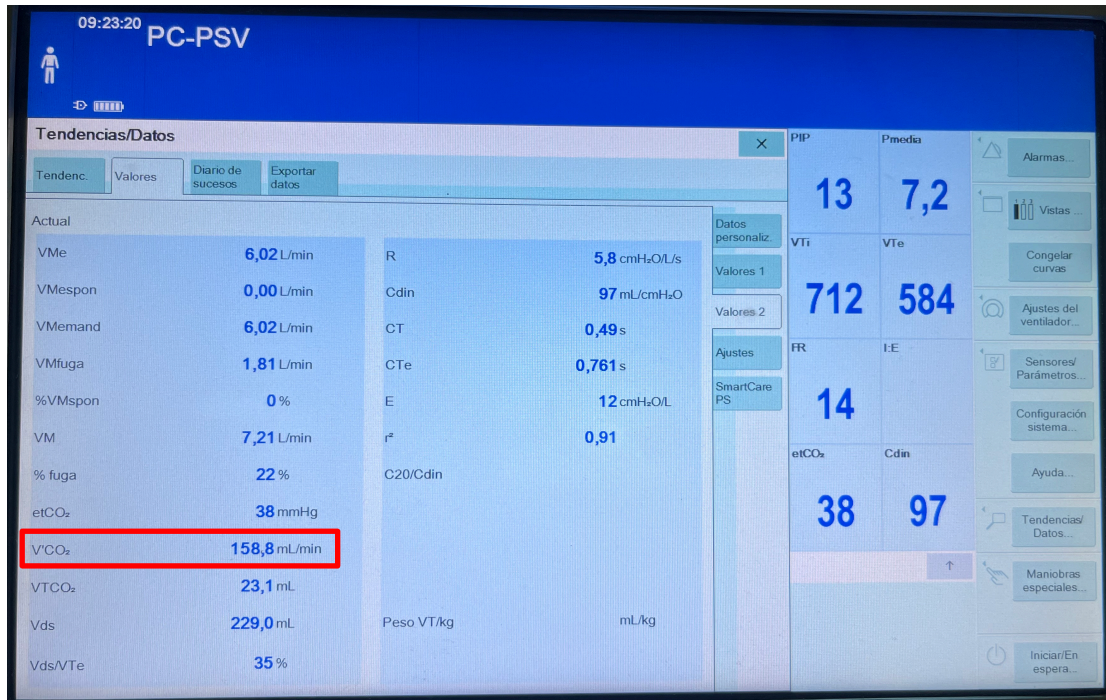 09:23:20 PC-PSV
Tendencias/Datos
×
Tendenc.
Valores
Diario de
sucesos
Exportar
datos
Actual
VMe 6,02 L/min
VMespon 0,00 L/min
VMemand 6,02 L/min
VMfuga 1,81 L/min
%VMspon 0 %
VM 7,21 L/min
% fuga 22 %
etCO₂ 38 mmHg
V'CO₂ 158,8 mL/min
VTCO₂ 23,1 mL
Vds 229,0 mL
Vds/VTe 35 %
R 5,8 cmH₂O/L/s
Cdin 97 mL/cmH₂O
CT 0,49 s
CTe 0,761 s
E 12 cmH₂O/L
r² 0,91
C20/Cdin
Peso VT/kg mL/kg
Datos
personaliz.
Valores 1
Valores 2
Ajustes
SmartCare
PS
PIP Pmedia
13 7,2
VTi VTe
712 584
FR I:E
14
etCO₂ Cdin
38 97
Alarmas...
1 2 3
Vistas ...
Congelar
curvas
Ajustes del
ventilador...
Sensores/
Parámetros...
Configuración
sistema...
Ayuda...
Tendencias/
Datos...
Maniobras
especiales...
Iniciar/En
espera...